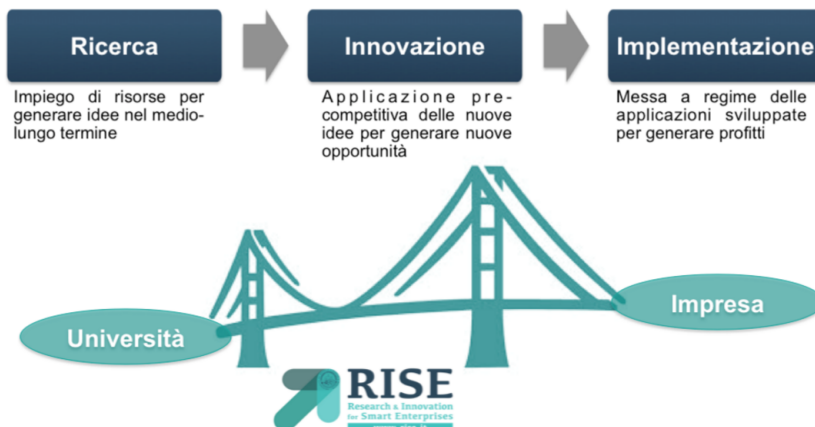 Ricerca
Innovazione
Implementazione
Impiego di risorse per
generare idee nel medio-
lungo termine
Applicazione pre-
competitiva delle nuove
idee per generare nuove
opportunità
Messa a regime delle
applicazioni sviluppate
per generare profitti
Impresa
Università
RISE
Research & Innovation
for Smart Enterprises